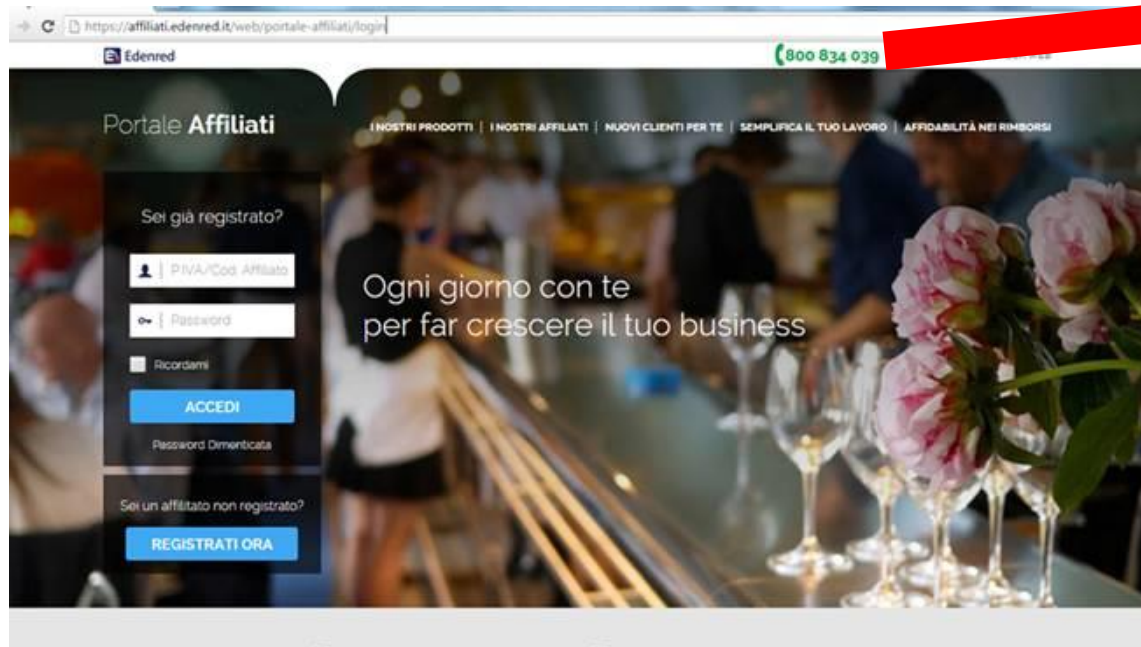 https://affiliati.edenred.it/web/portale-affiliati/login
Edenred
800 834 039
Portale Affiliati
I NOSTRI PRODOTTI | I NOSTRI AFFILIATI | NUOVI CLIENTI PER TE | SEMPLIFICA IL TUO LAVORO | AFFIDABILITÀ NEI RIMBORSI
Sei già registrato?
P.IVA/Cod. Affiliato
Password
Ricordami
ACCEDI
Password Dimenticata
Sei un affilitato non registrato?
REGISTRATI ORA
Ogni giorno con te
per far crescere il tuo business